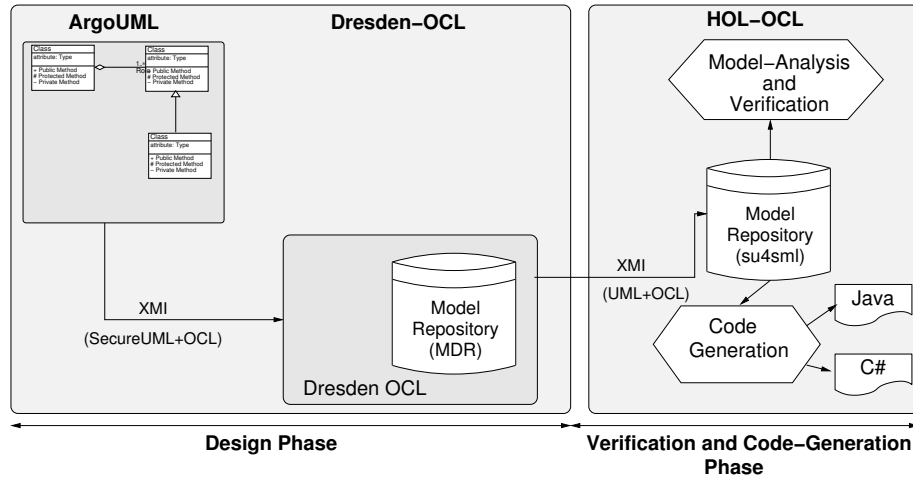 ArgoUML
Dresden-OCL
HOL-OCL
Class
attribute: Type
+ Public Method
# Protected Method
- Private Method
Class
attribute: Type
+ Public Method
# Protected Method
- Private Method
Class
attribute: Type
+ Public Method
# Protected Method
- Private Method
XMI
(SecureUML+OCL)
Model
Repository
(MDR)
Dresden OCL
XMI
(UML+OCL)
Model-Analysis
and
Verification
Model
Repository
(su4sml)
Code
Generation
Java
C#
Design Phase
Verification and Code-Generation
Phase